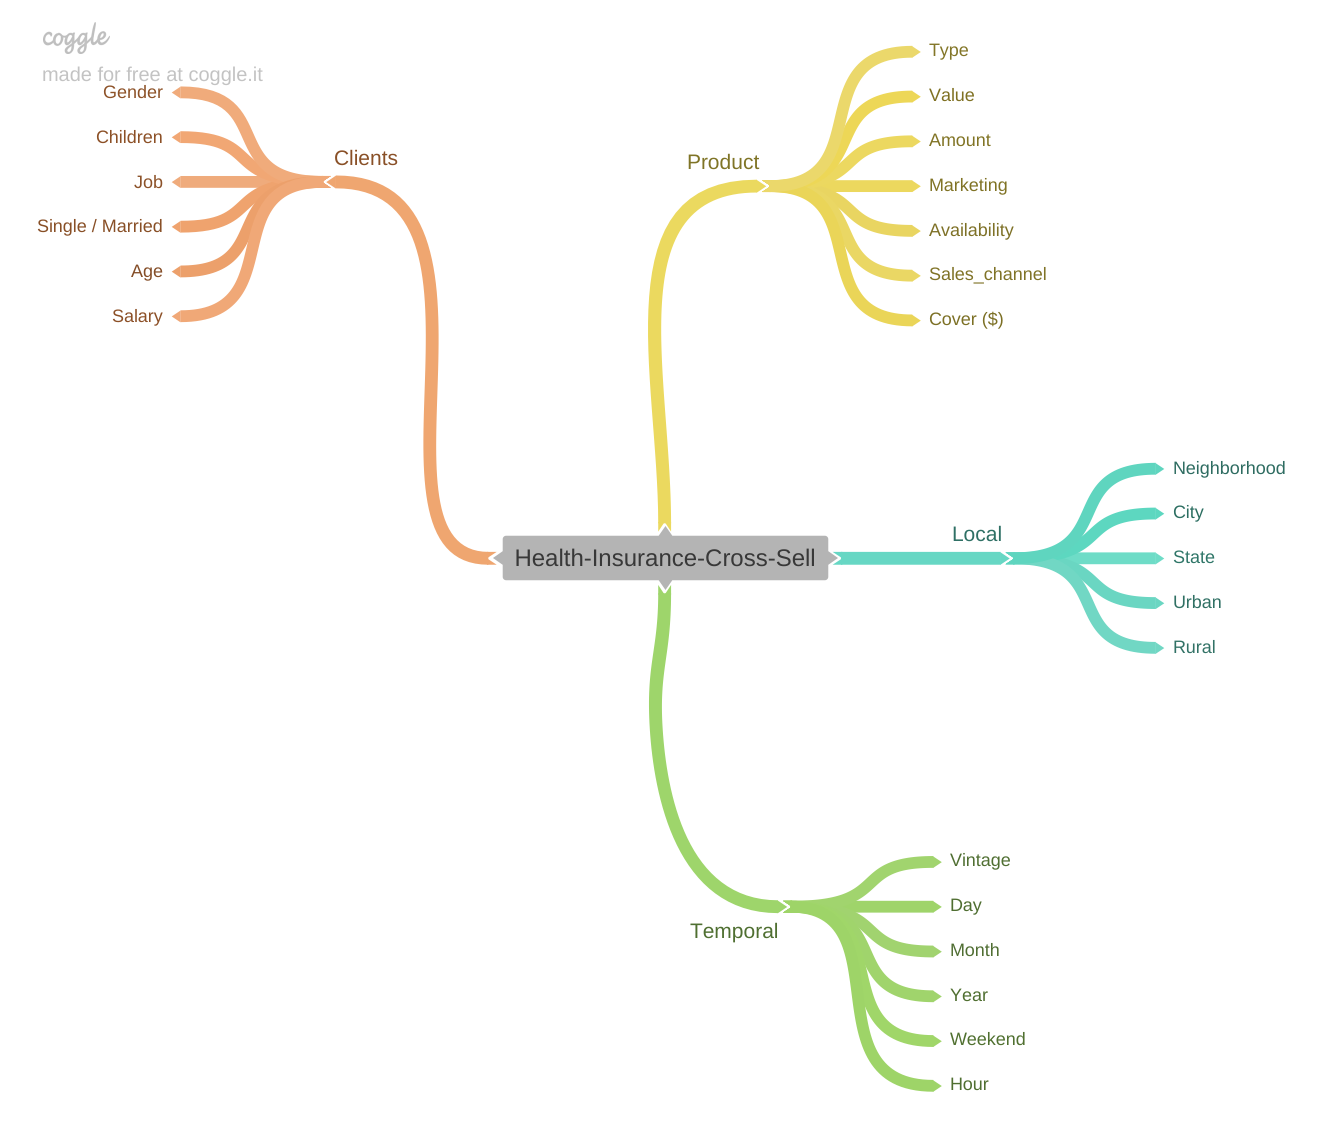 coggle
made for free at coggle.it
Clients
Gender
Children
Job
Single / Married
Age
Salary
Product
Type
Value
Amount
Marketing
Availability
Sales_channel
Cover ($)
Health-Insurance-Cross-Sell
Local
Neighborhood
City
State
Urban
Rural
Temporal
Vintage
Day
Month
Year
Weekend
Hour